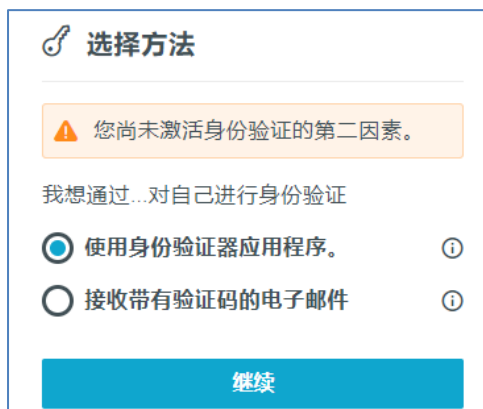 选择方法
您尚未激活身份验证的第二因素。
我想通过...对自己进行身份验证
使用身份验证器应用程序。
接收带有验证码的电子邮件
继续